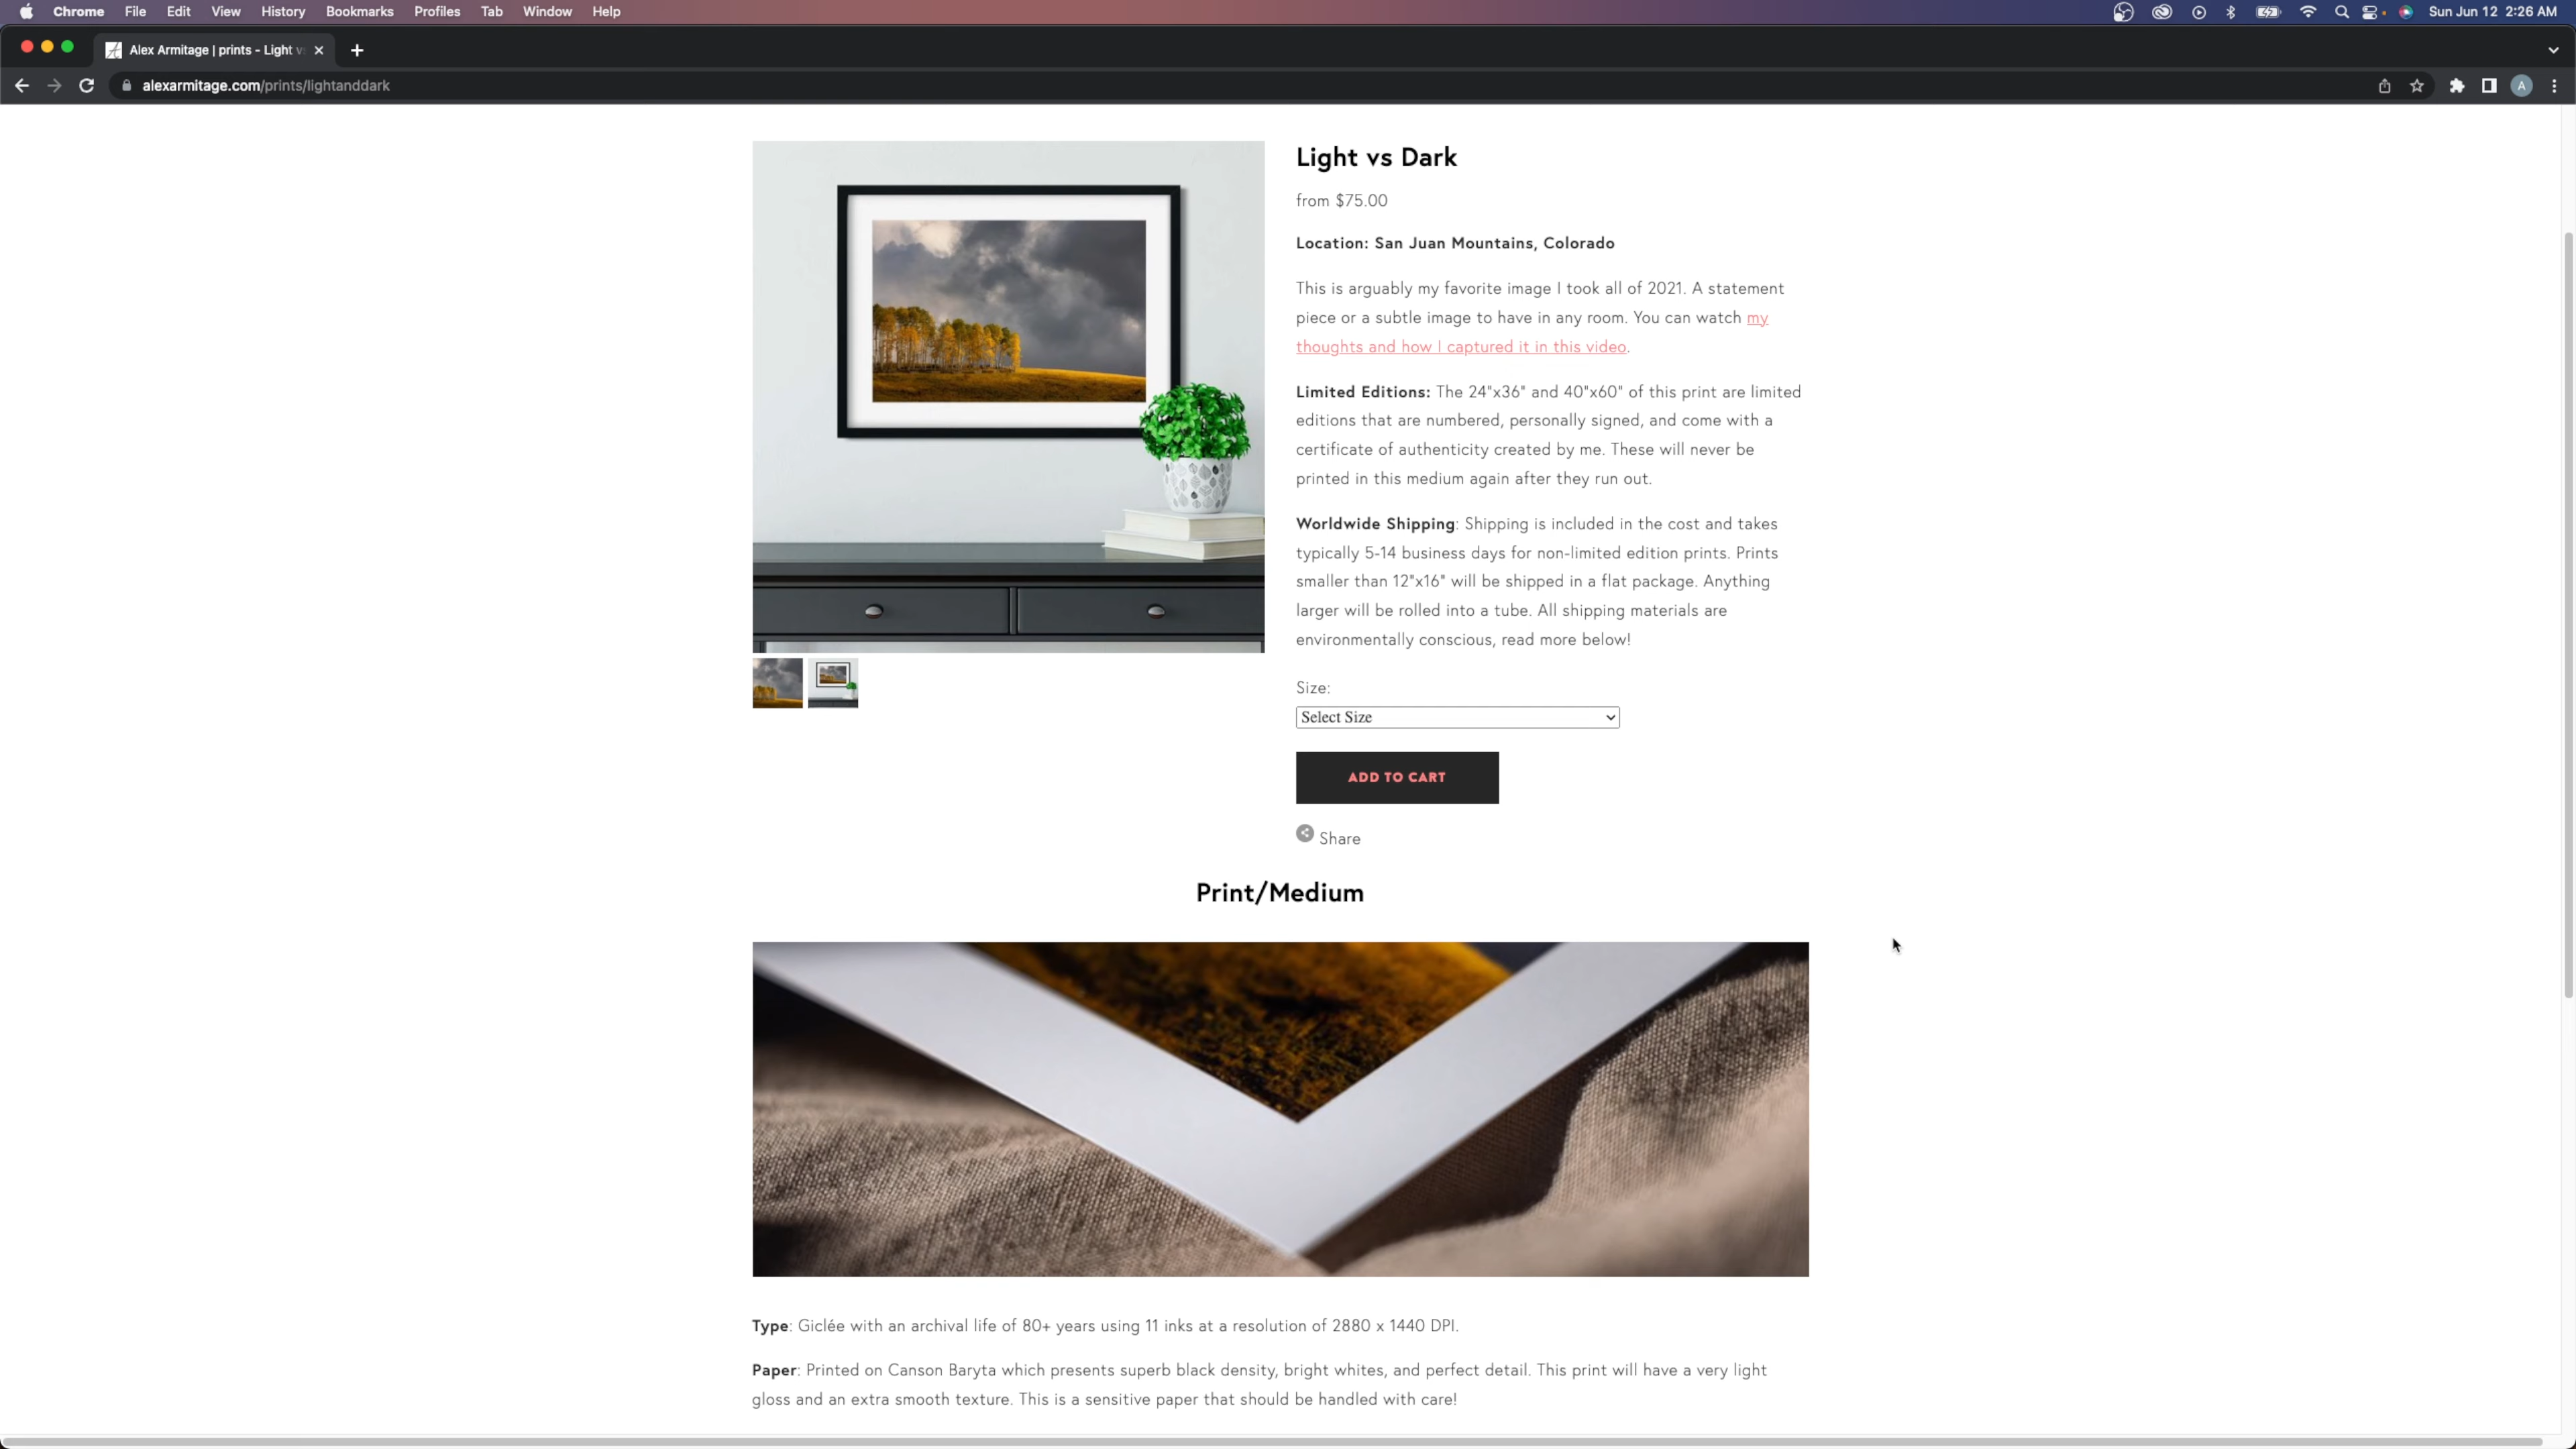 Chrome File Edit View History Bookmarks Profiles Tab Window Help Sun Jun 12 2:26 AM
Alex Armitage | prints - Light v
alexarmitage.com/prints/lightanddark
A
Light vs Dark
from $75.00
Location: San Juan Mountains, Colorado
This is arguably my favorite image I took all of 2021. A statement
piece or a subtle image to have in any room. You can watch my
thoughts and how I captured it in this video.
Limited Editions: The 24"x36" and 40"x60" of this print are limited
editions that are numbered, personally signed, and come with a
certificate of authenticity created by me. These will never be
printed in this medium again after they run out.
Worldwide Shipping: Shipping is included in the cost and takes
typically 5-14 business days for non-limited edition prints. Prints
smaller than 12"x16" will be shipped in a flat package. Anything
larger will be rolled into a tube. All shipping materials are
environmentally conscious, read more below!
Size:
Select Size
ADD TO CART
Share
Print/Medium
Type: Giclée with an archival life of 80+ years using 11 inks at a resolution of 2880 x 1440 DPI.
Paper: Printed on Canson Baryta which presents superb black density, bright whites, and perfect detail. This print will have a very light
gloss and an extra smooth texture. This is a sensitive paper that should be handled with care!